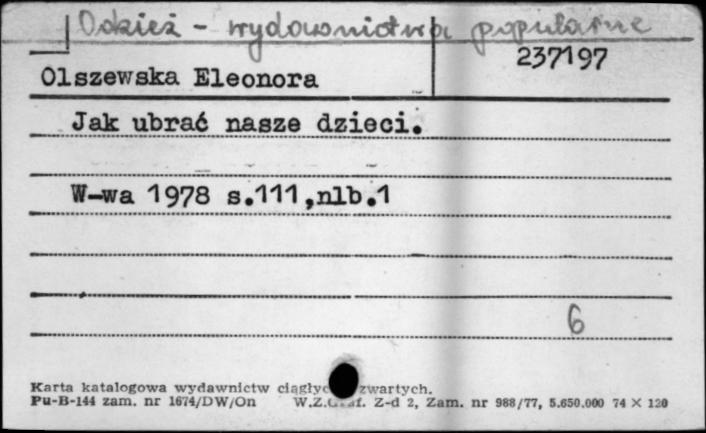 Odzież - wydawnictwa popularne
237197
Olszewska Eleonora
Jak ubrać nasze dzieci.
W-wa 1978 s.111,nlb.1
6
Karta katalogowa wydawnictw zwartych.
Pu-B-144 zam. nr 1674/DW/On W.Z.Graf. Z-d 2, Zam. nr 988/77, 5.650.000 74 X 120